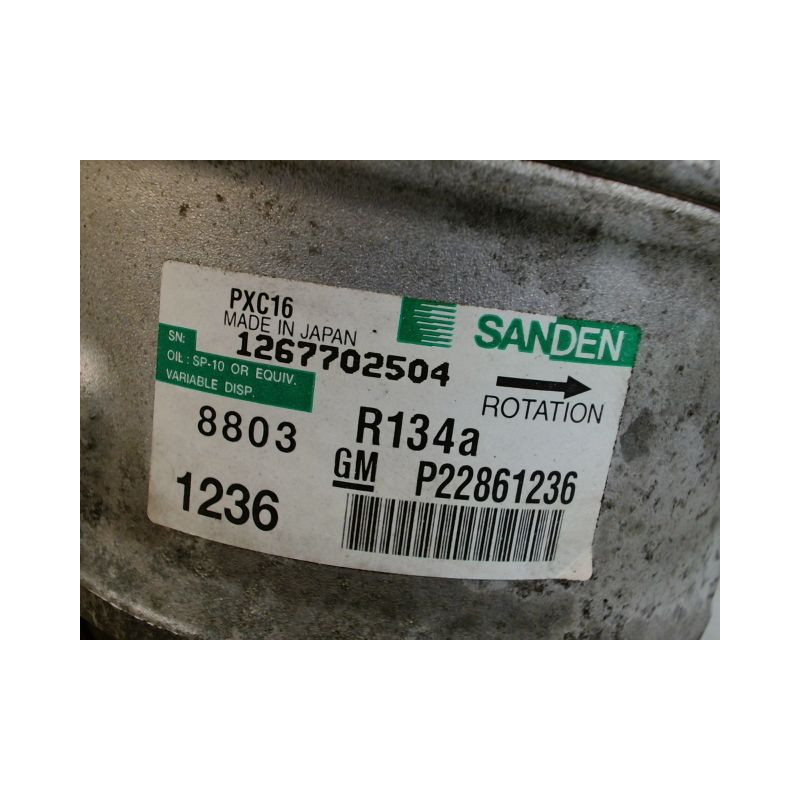 PXC16
MADE IN JAPAN
SANDEN
SN: 1267702504
OIL: SP-10 OR EQUIV.
VARIABLE DISP.
ROTATION
8803
R134a
GM P22861236
1236